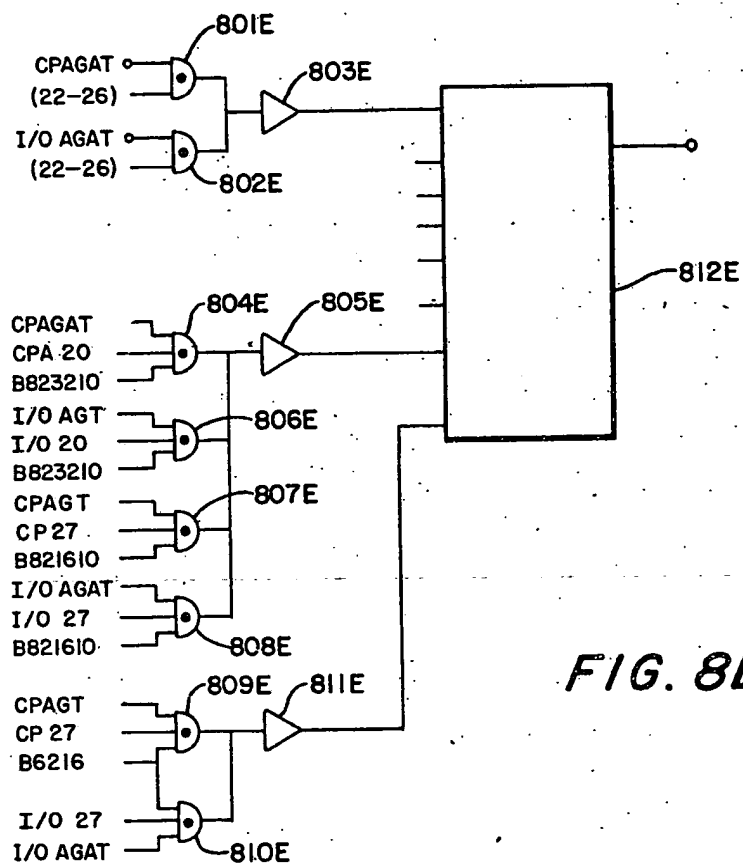 801E
CPAGAT
(22-26)
803E
I/O AGAT
(22-26)
802E
812E
804E
805E
CPAGAT
CPA 20
B823210
I/O AGT
I/O 20
B823210
806E
CPAGT
CP 27
B821610
807E
I/O AGAT
I/O 27
B821610
808E
809E
811E
CPAGT
CP 27
B6216
I/O 27
I/O AGAT
810E
FIG. 8